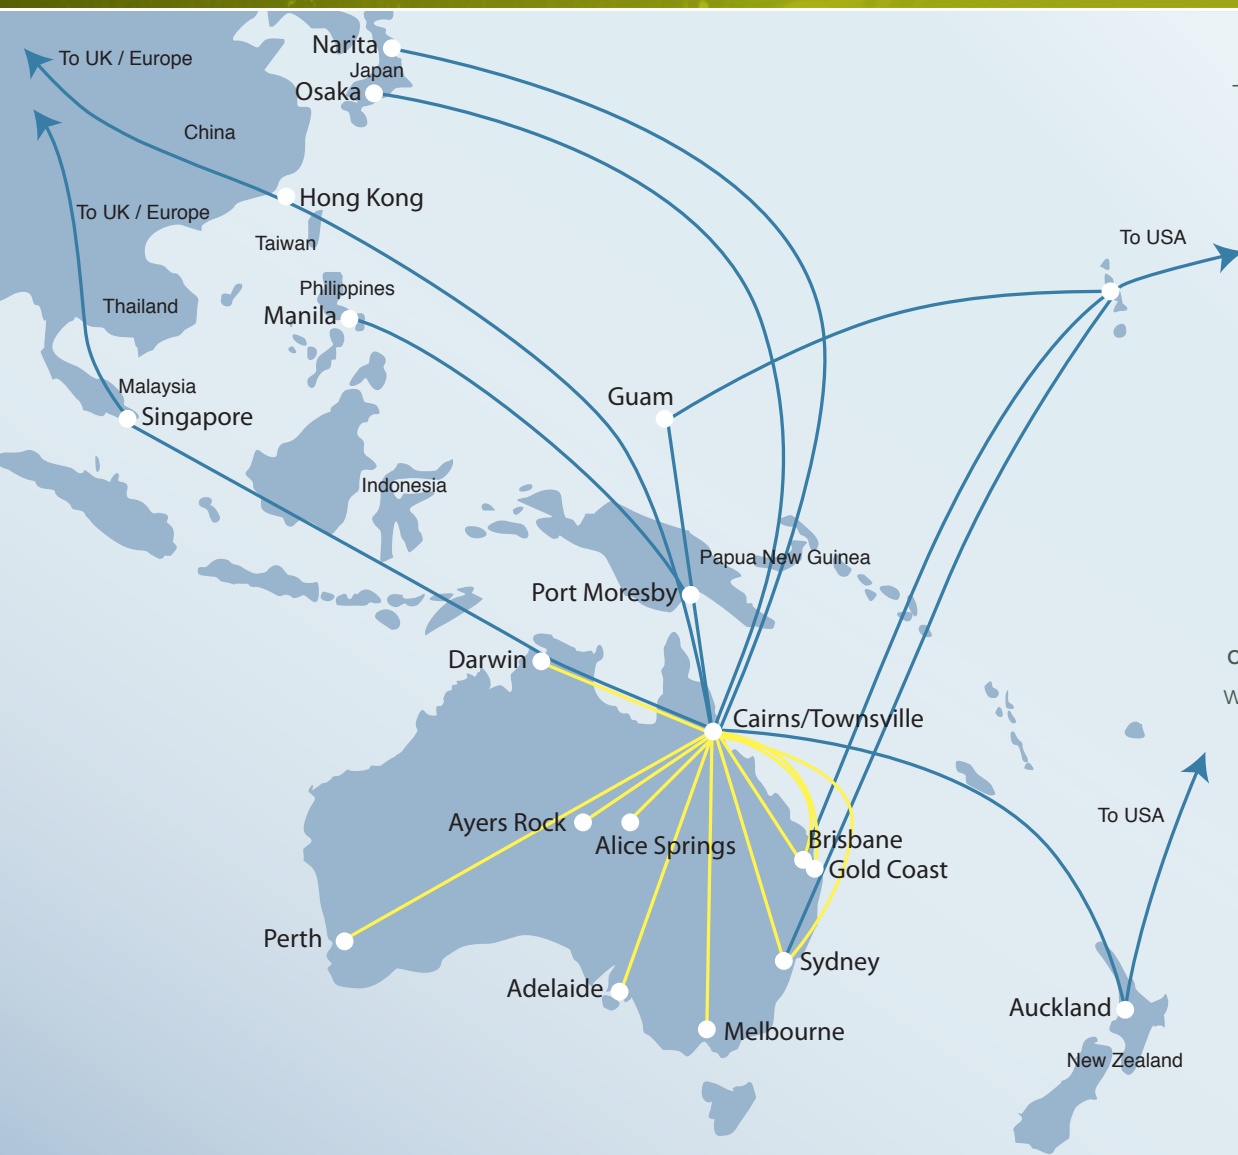 Narita
To UK / Europe
Japan
Osaka
China
Hong Kong
To UK / Europe
Taiwan
To USA
Philippines
Thailand
Manila
Malaysia
Guam
Singapore
Indonesia
Papua New Guinea
Port Moresby
Darwin
Cairns/Townsville
To USA
Ayers Rock
Brisbane
Alice Springs
Gold Coast
Perth
Sydney
Adelaide
Auckland
Melbourne
New Zealand